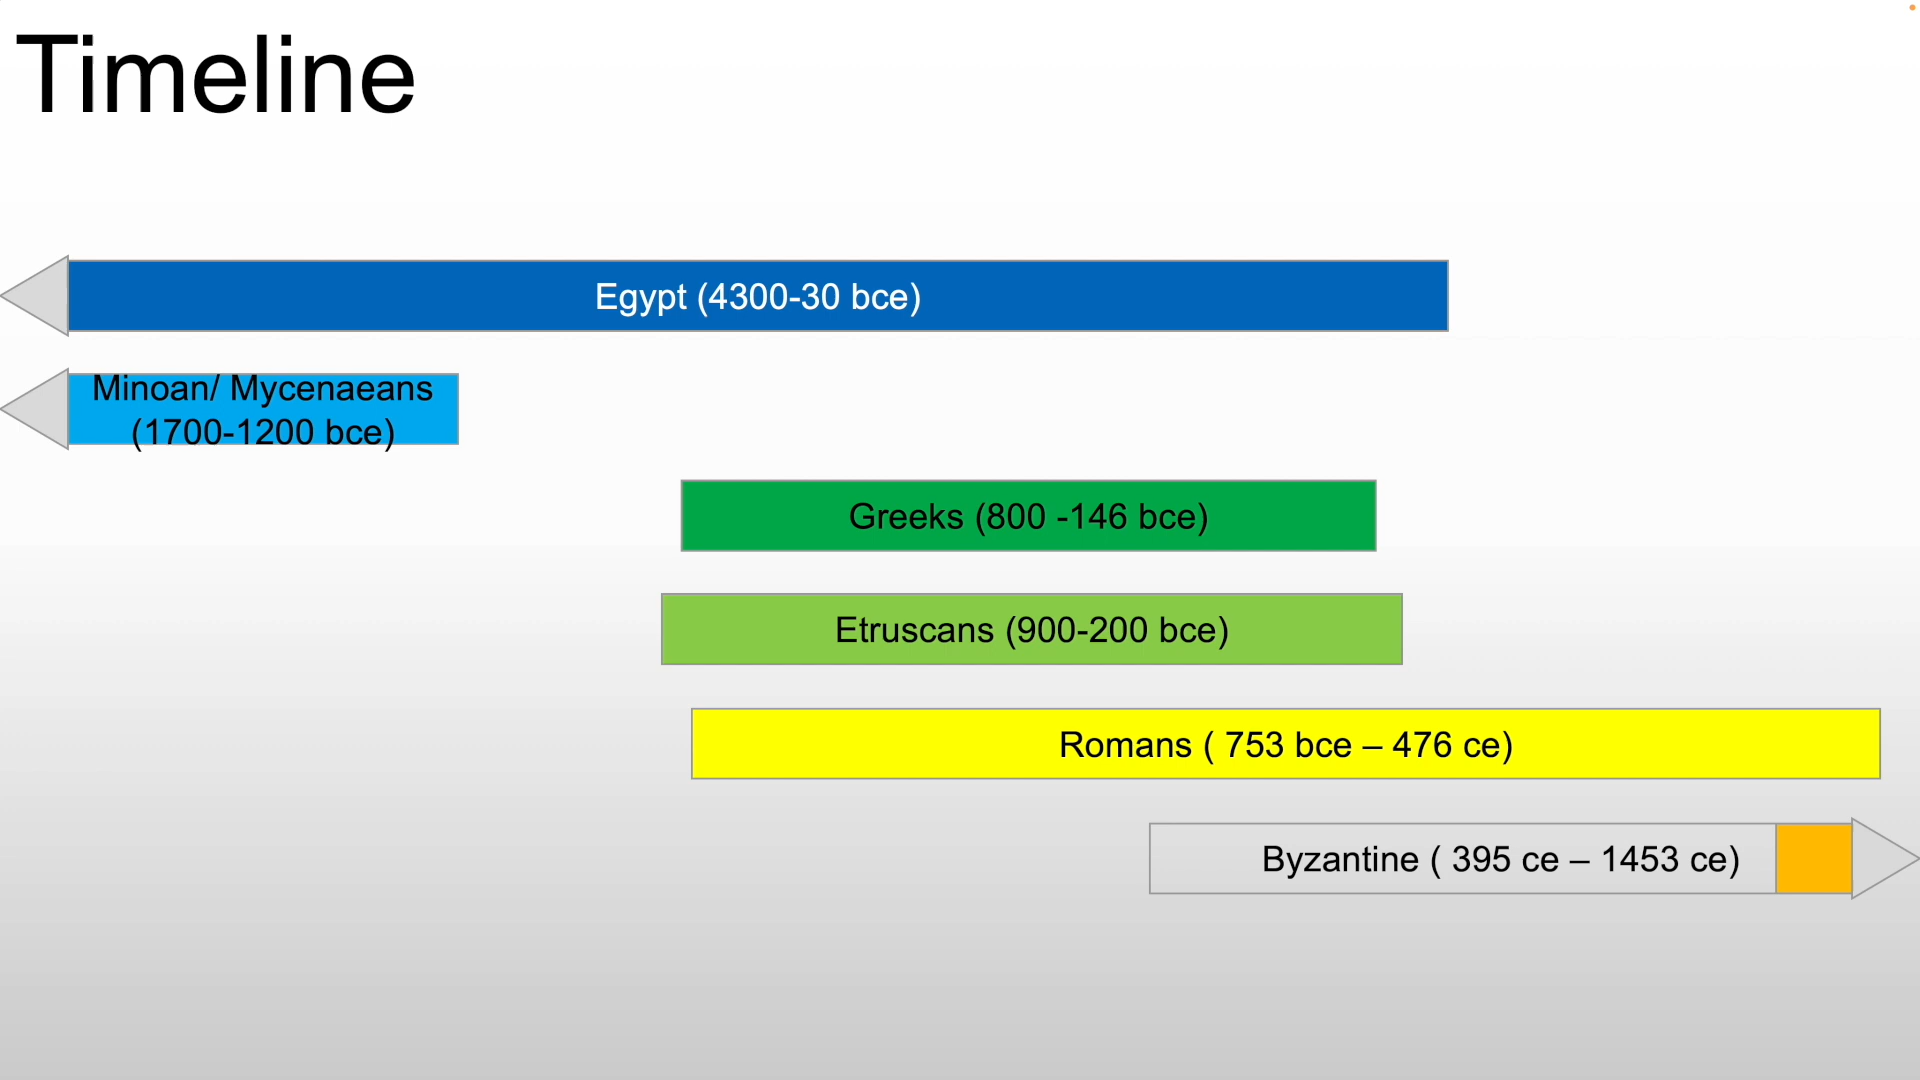 Timeline
Egypt (4300-30 bce)
Minoan/ Mycenaeans
(1700-1200 bce)
Greeks (800 -146 bce)
Etruscans (900-200 bce)
Romans ( 753 bce – 476 ce)
Byzantine ( 395 ce – 1453 ce)